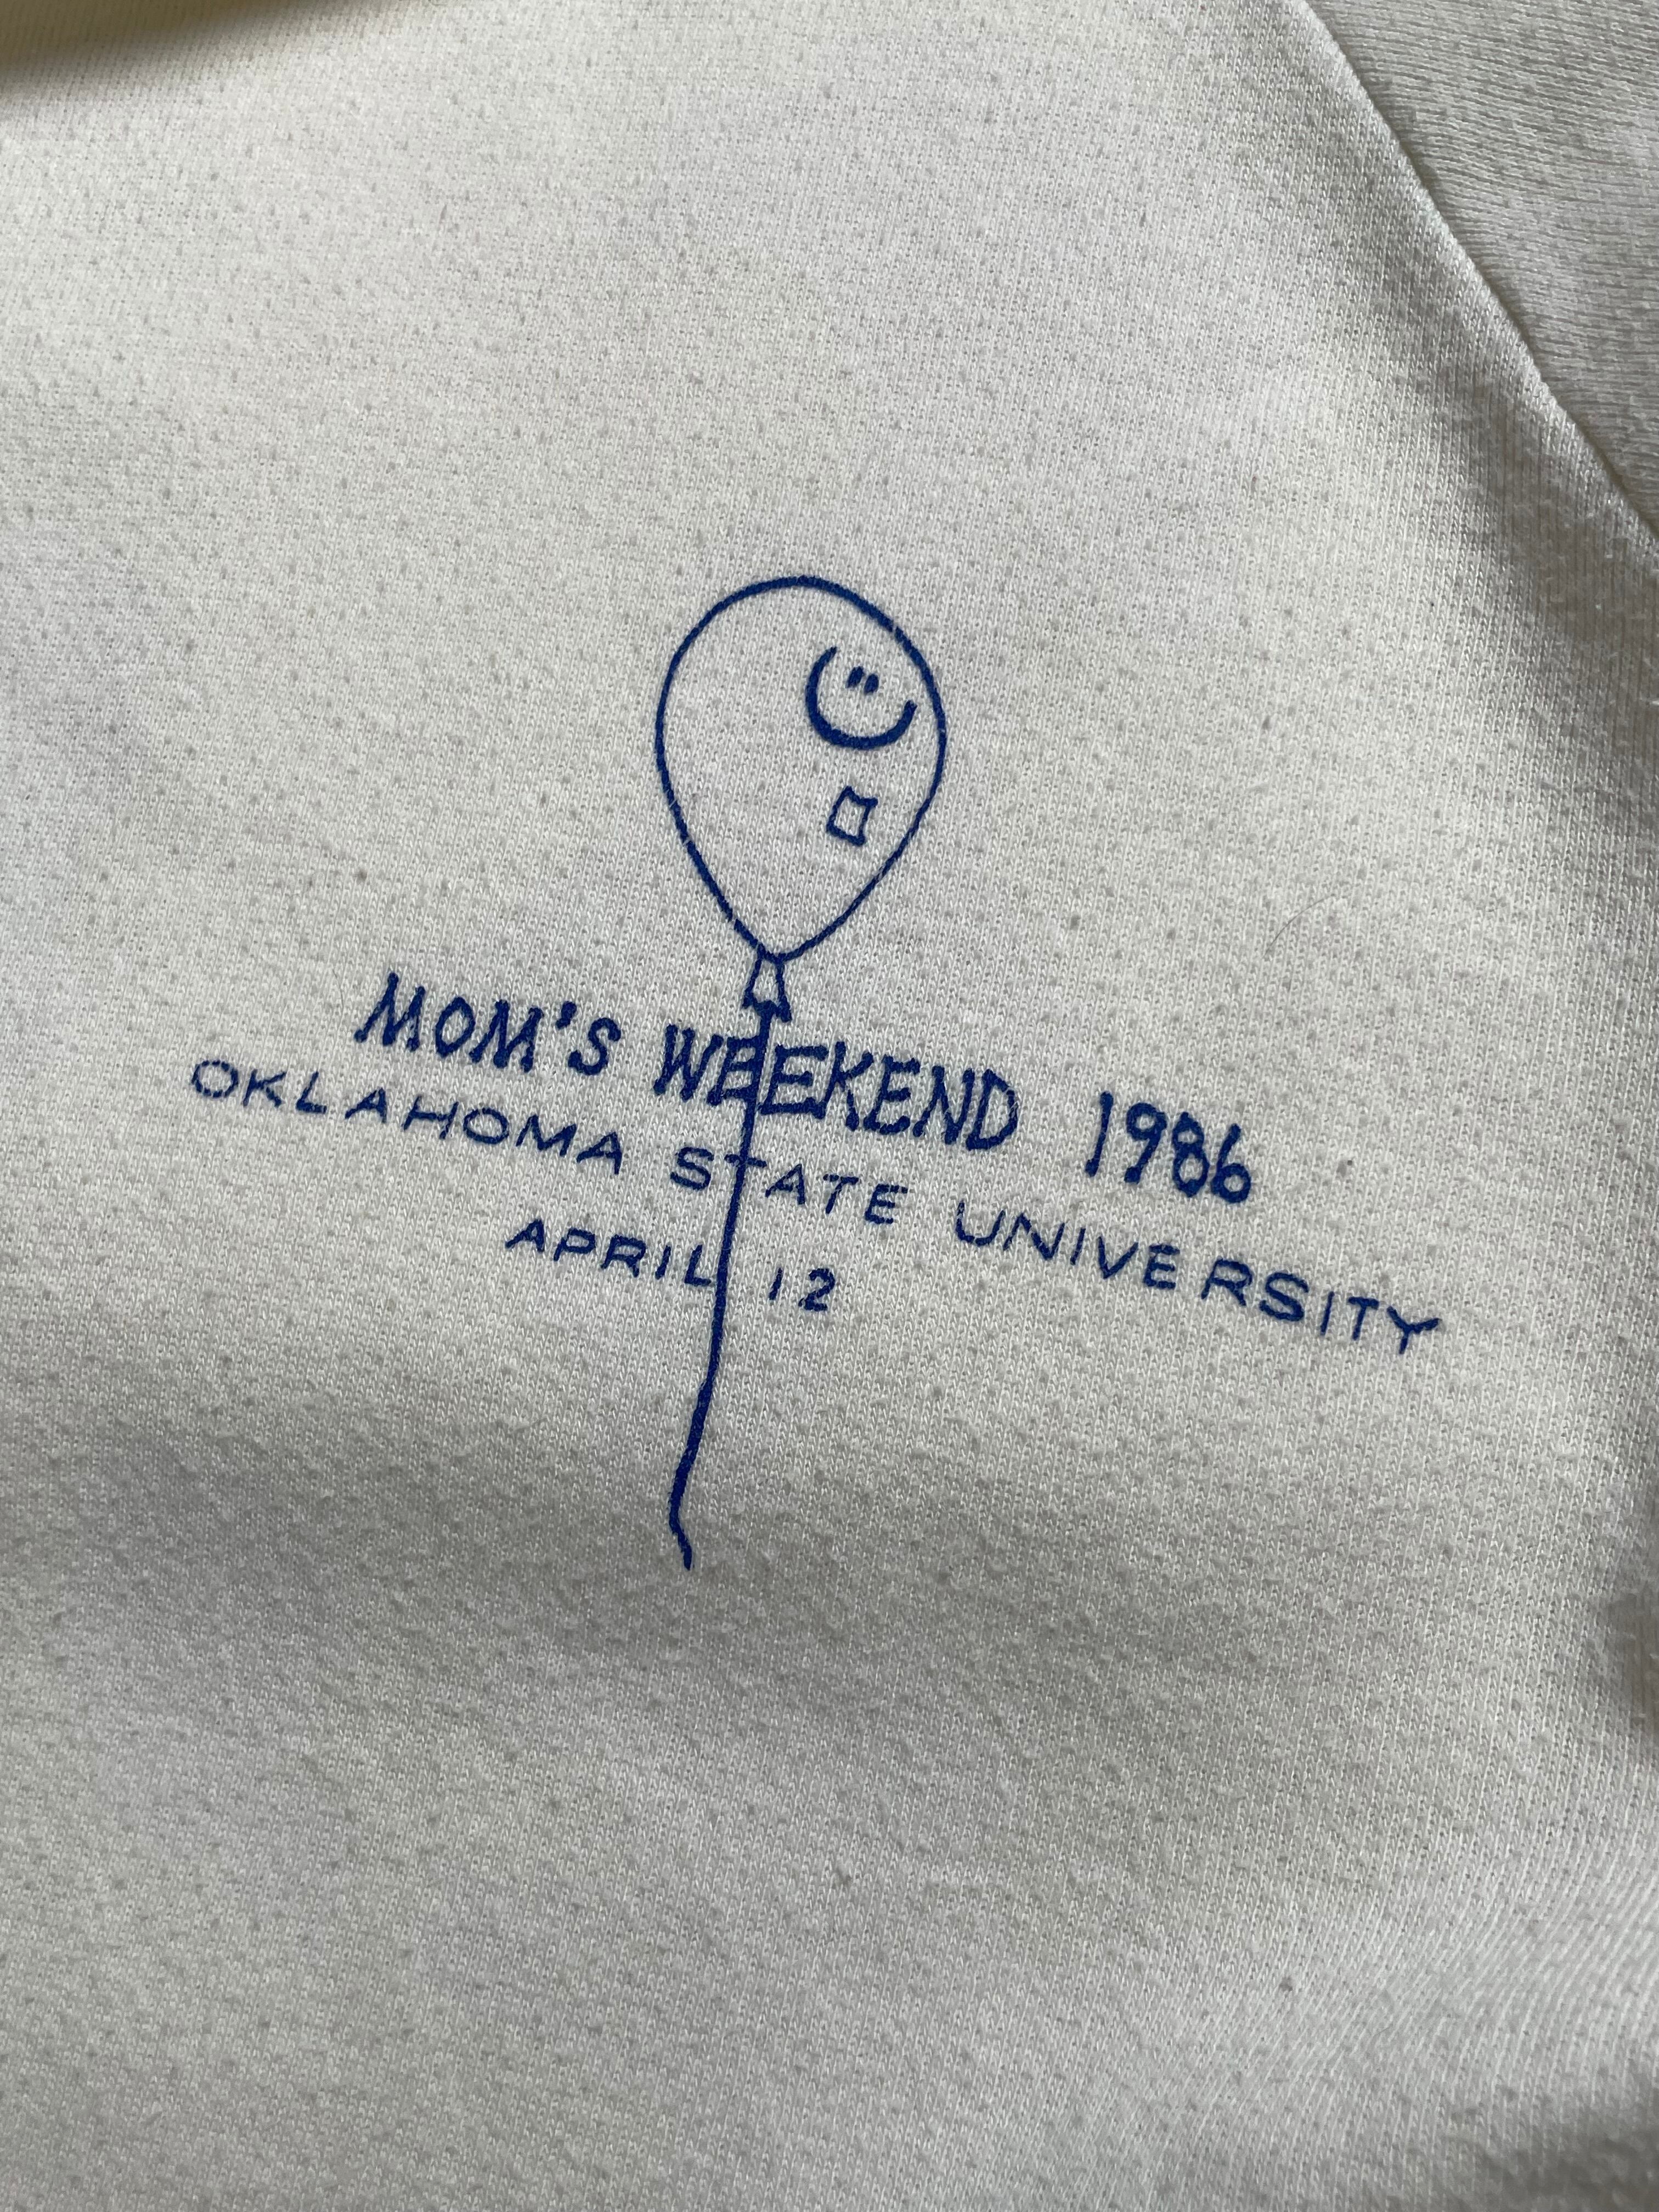 MOM'S WEEKEND 1986
OKLAHOMA STATE UNIVERSITY
APRIL 12